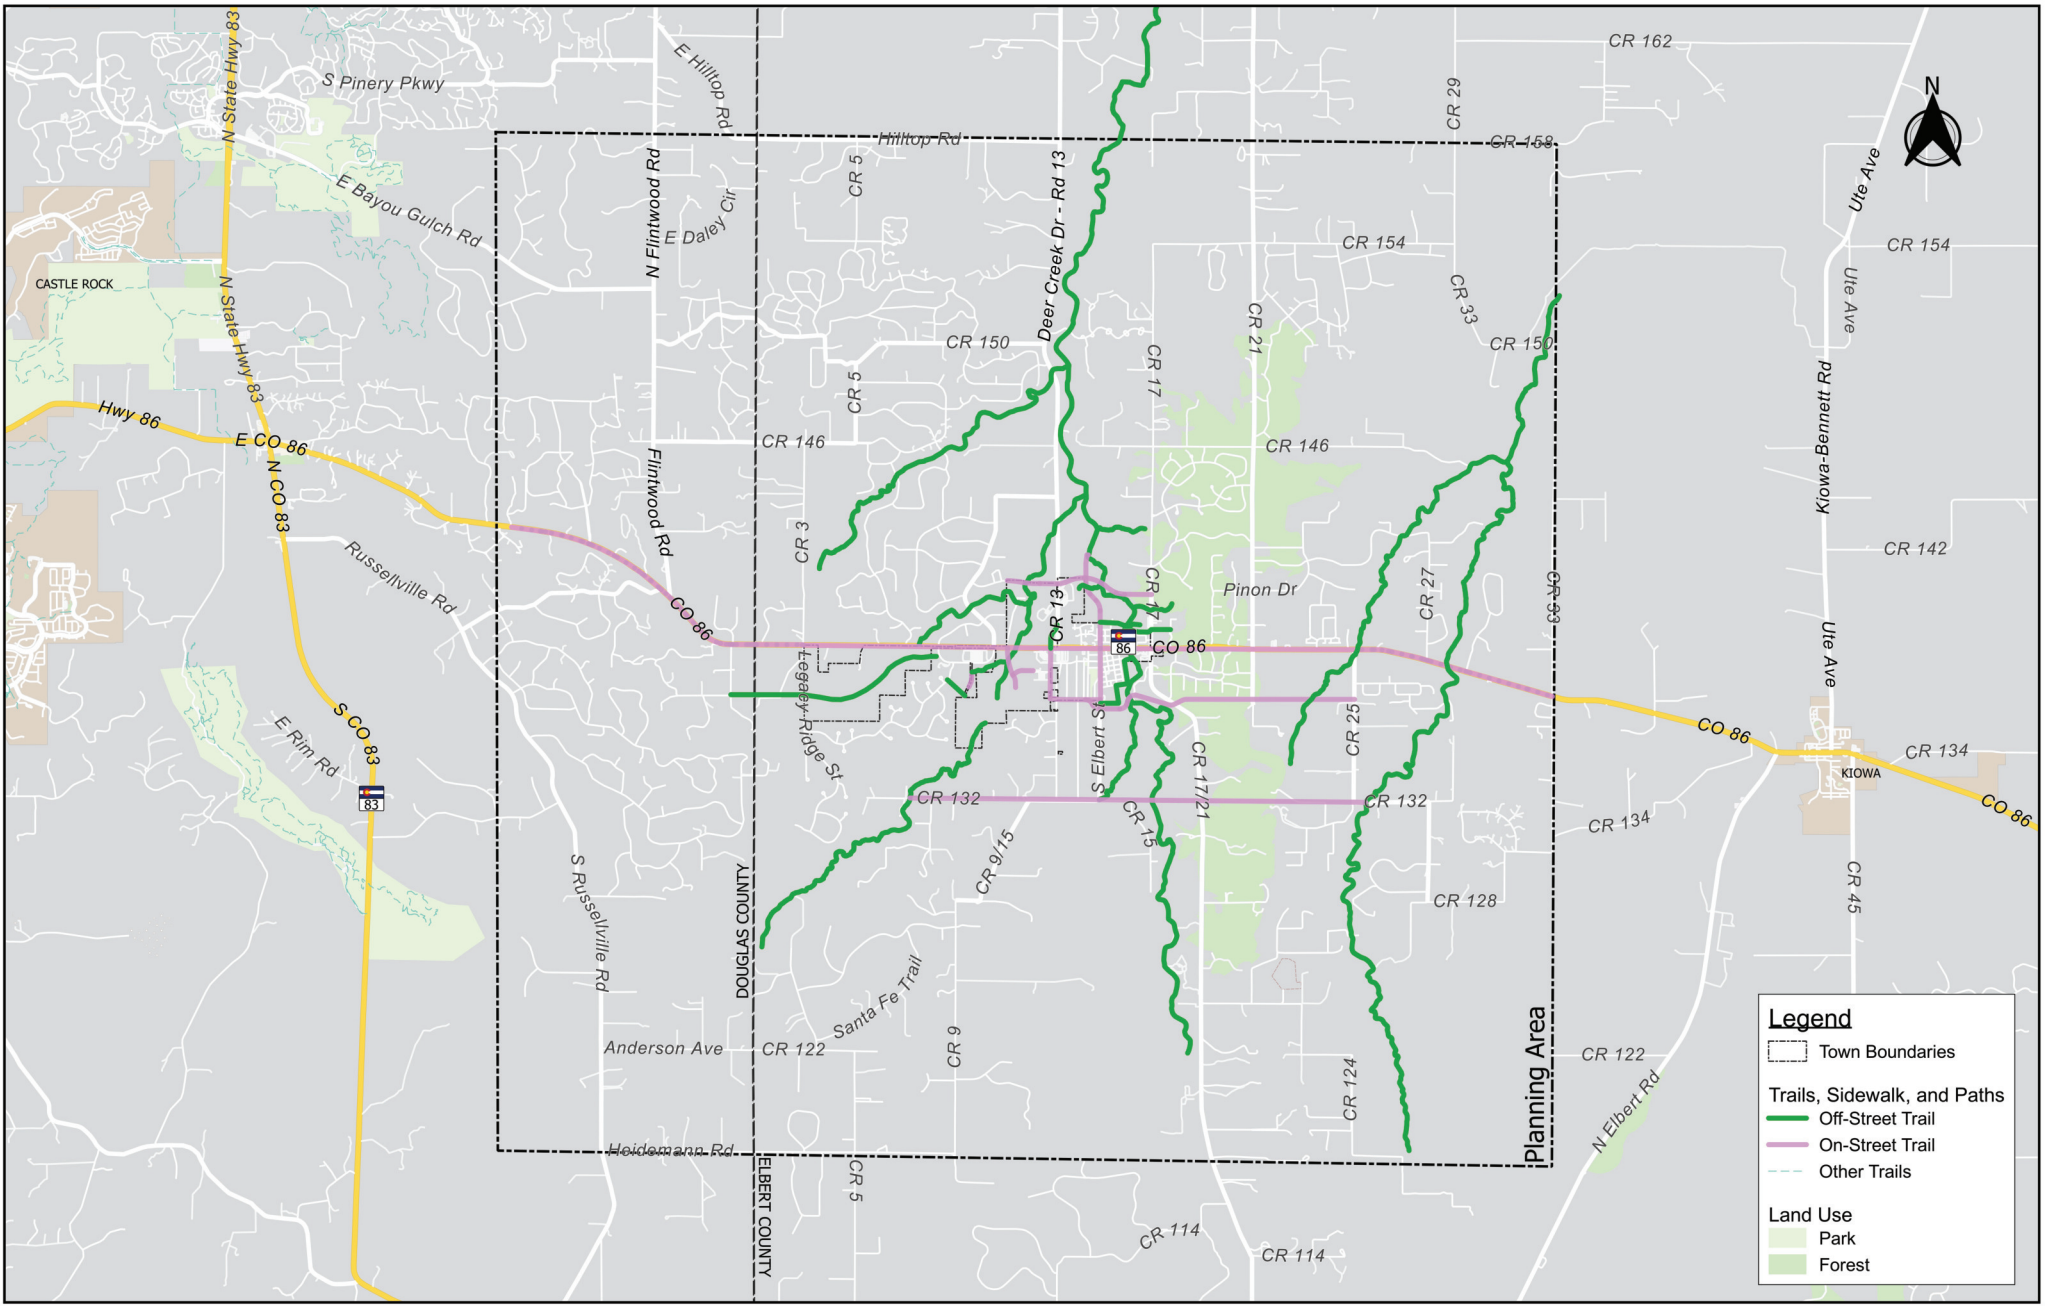 CR 162
N
S Pinery Pkwy
E Hilltop Rd
N State Hwy 83
CR 29
Hilltop Rd
CR 158
CR 5
Deer Creek Dr - Rd 13
N Flintwood Rd
E Daley Cir
E Bayou Gulch Rd
Ute Ave
CR 154
CR 154
CASTLE ROCK
N State Hwy 83
CR 33
Ute Ave
CR 21
CR 150
CR 150
CR 17
CR 5
Kiowa-Bennett Rd
Hwy 86
E CO 86
CR 146
CR 146
N CO 83
Flintwood Rd
CR 3
CR 142
Russellville Rd
CR 17
Pinon Dr
CR 27
CR 33
CO 86
CR 13
86
CO 86
Ute Ave
Legacy Ridge St
S CO 83
E Rim Rd
S Elbert St
CR 25
CO 86
CR 134
KIOWA
83
CR 132
CR 17/21
CR 132
CR 15
CR 134
CO 86
S Russellville Rd
DOUGLAS COUNTY
CR 9/15
CR 128
CR 45
Santa Fe Trail
Planning Area
Anderson Ave
CR 122
CR 9
CR 122
CR 124
N Elbert Rd
Heidemann Rd
ELBERT COUNTY
CR 5
CR 114
CR 114
Legend
Town Boundaries
Trails, Sidewalk, and Paths
Off-Street Trail
On-Street Trail
Other Trails
Land Use
Park
Forest